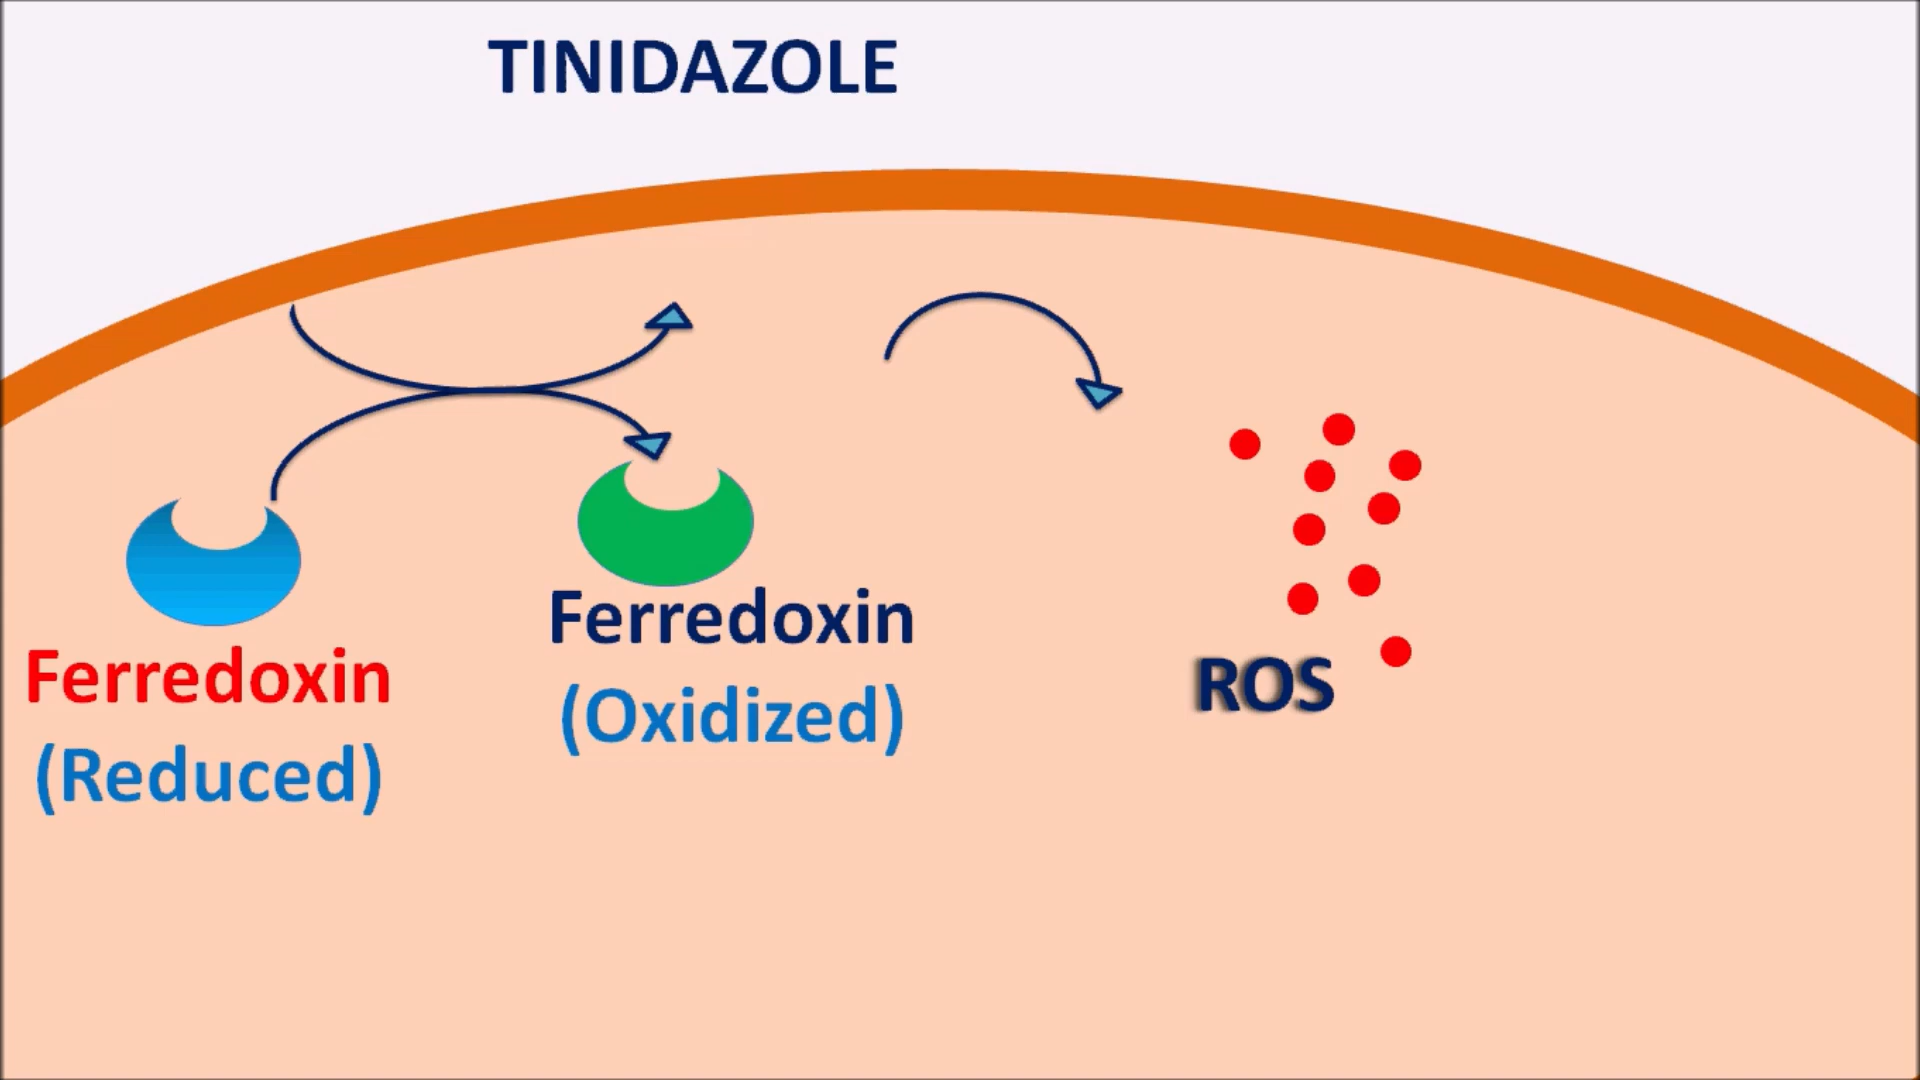 TINIDAZOLE
Ferredoxin
(Reduced)
Ferredoxin
(Oxidized)
ROS